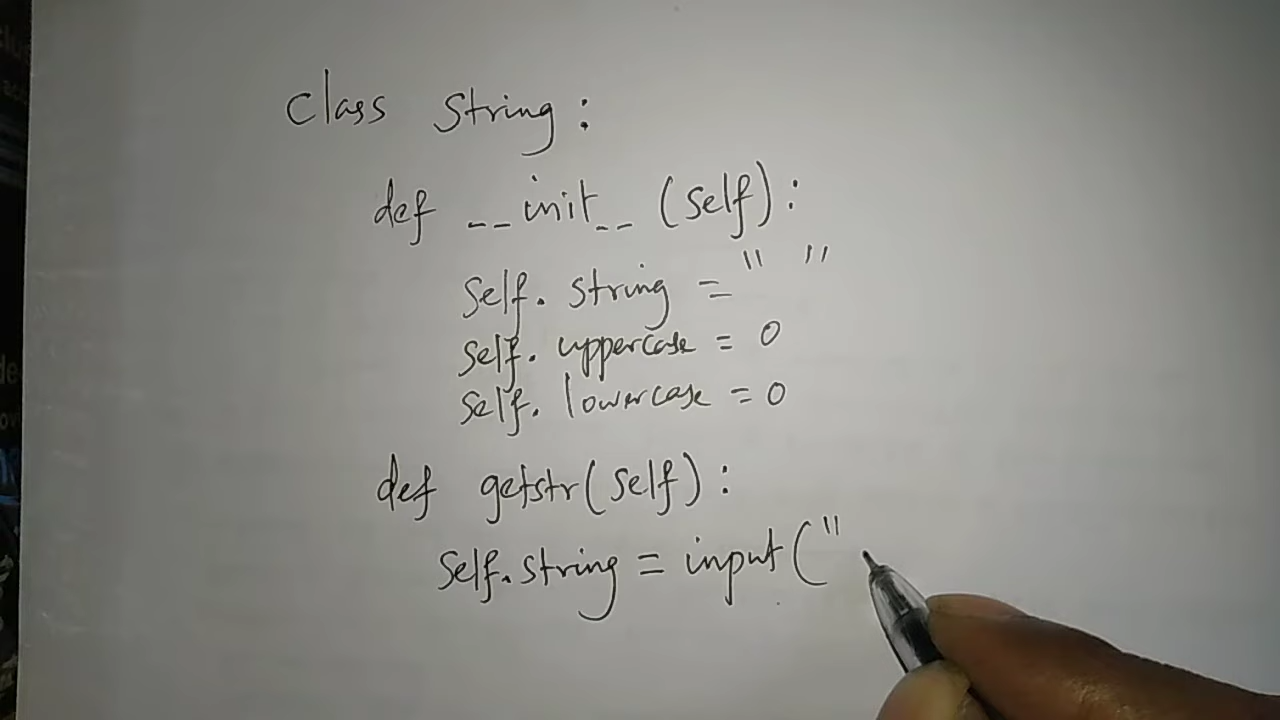 class String:
def __init__ (self):
self. string = " "
self. uppercase = 0
self. lowercase = 0
def getstr(self):
self.string = input("